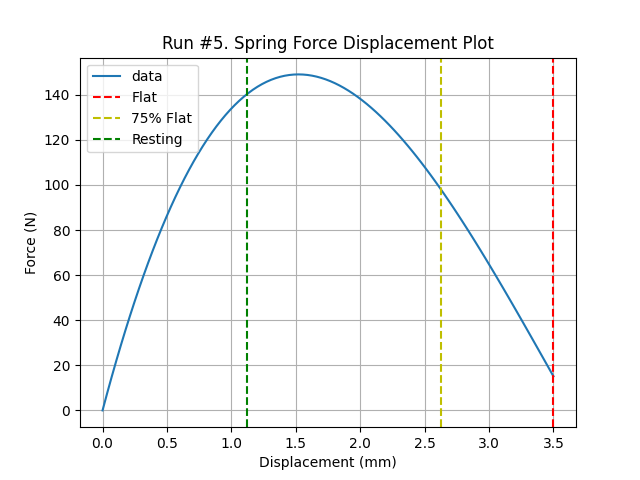 Run #5. Spring Force Displacement Plot
data
Flat
75% Flat
Resting
140
120
100
80
60
40
20
0
Force (N)
0.0 0.5 1.0 1.5 2.0 2.5 3.0 3.5
Displacement (mm)